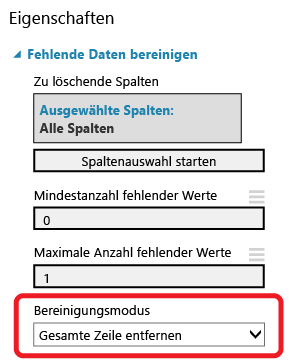 Eigenschaften
Fehlende Daten bereinigen
Zu löschende Spalten
Ausgewählte Spalten:
Alle Spalten
Spaltenauswahl starten
Mindestanzahl fehlender Werte
0
Maximale Anzahl fehlender Werte
1
Bereinigungsmodus
Gesamte Zeile entfernen